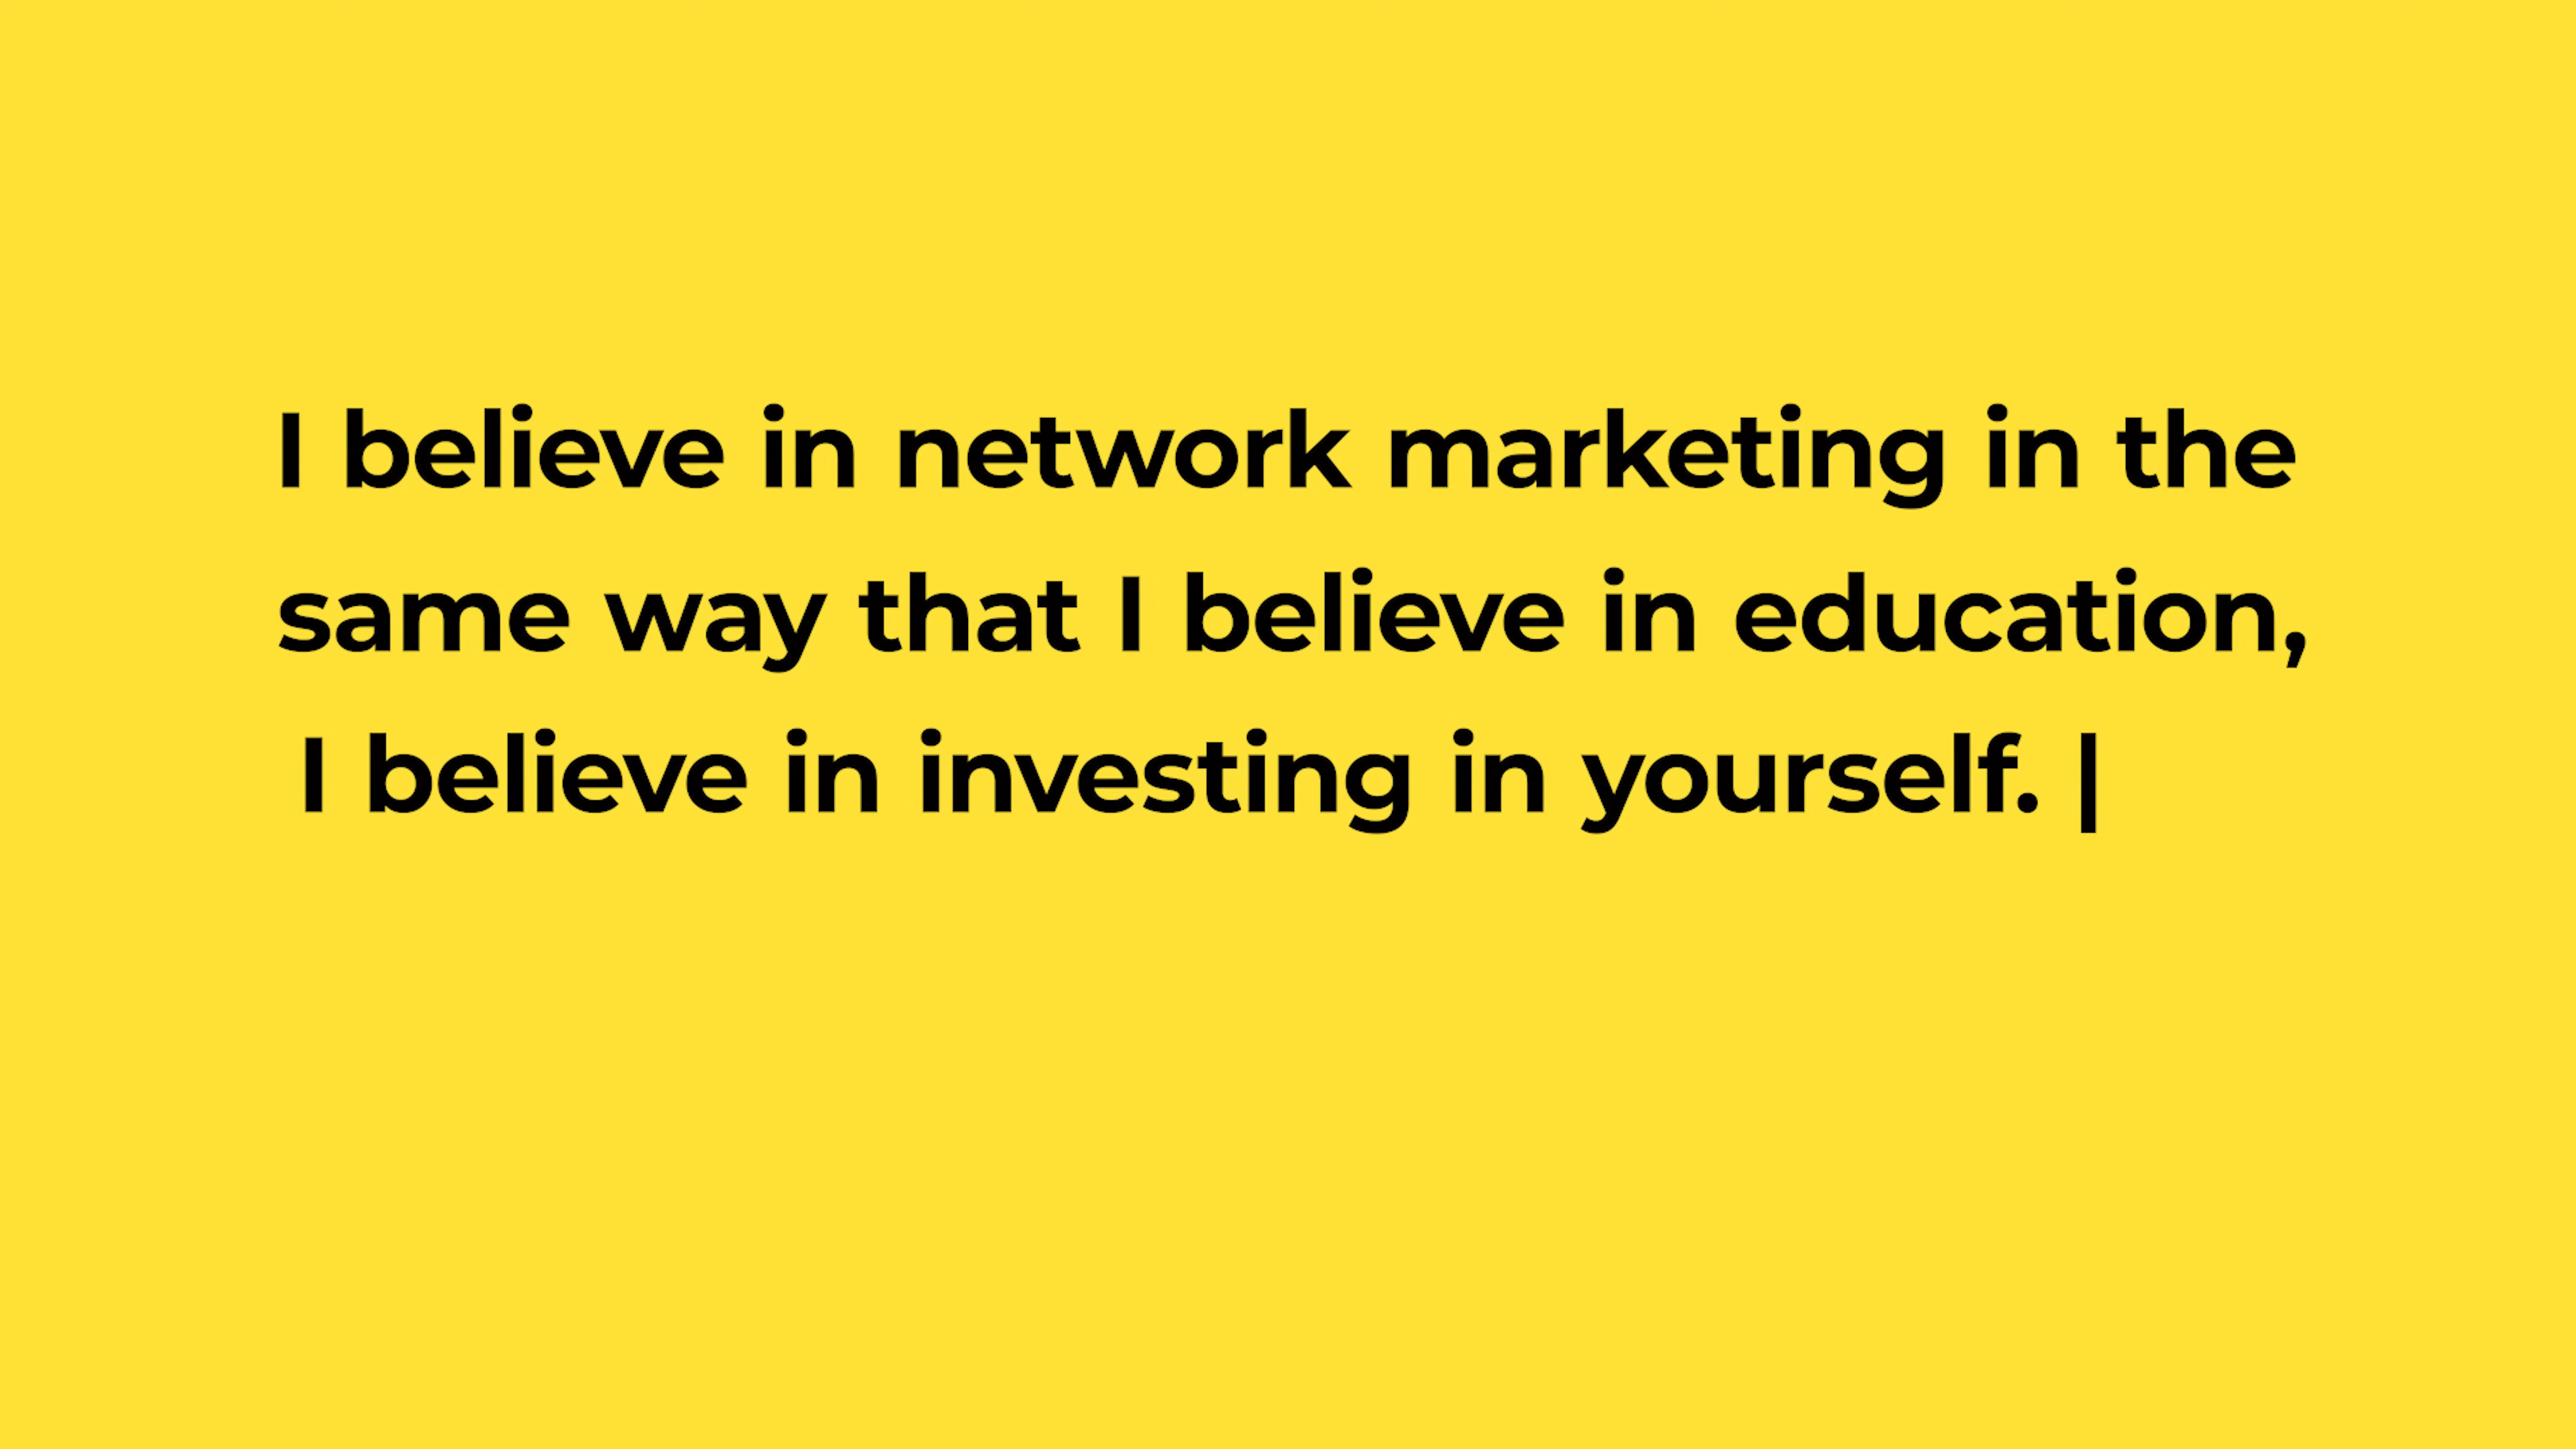 I believe in network marketing in the
same way that I believe in education,
I believe in investing in yourself. |